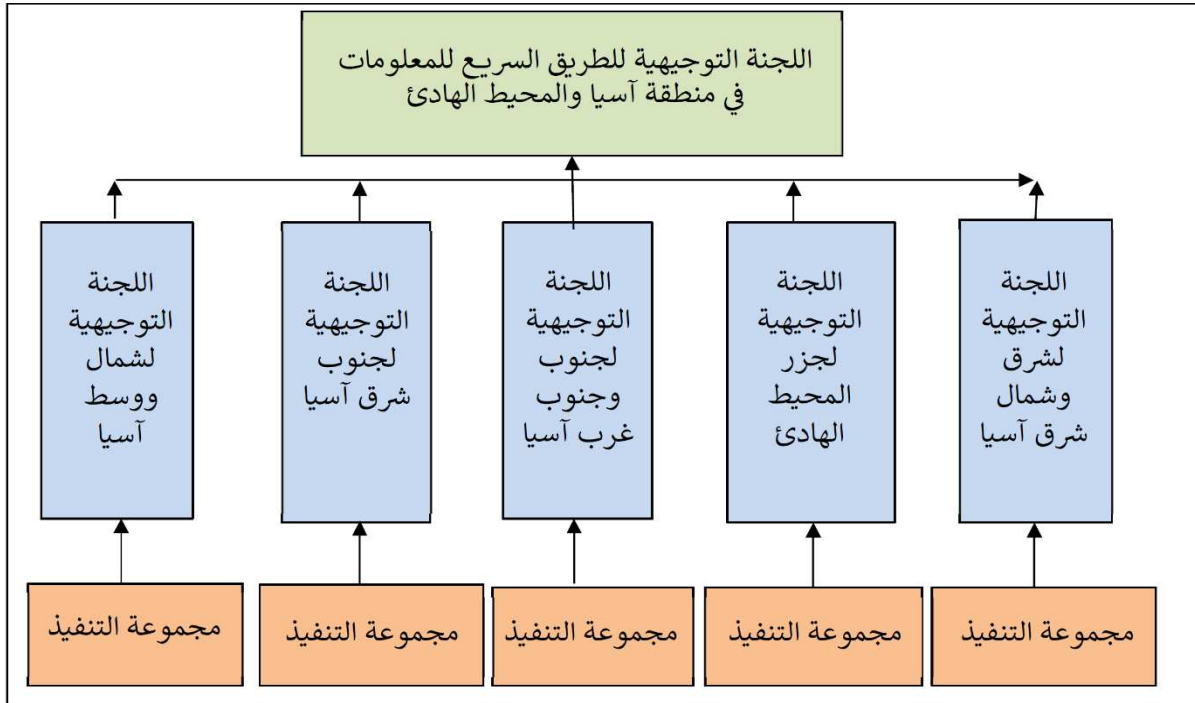 اللجنة التوجيهية للطريق السريع للمعلومات
في منطقة آسيا والمحيط الهادئ
اللجنة
التوجيهية
لشرق
وشمال
شرق آسيا
اللجنة
التوجيهية
لجزر
المحيط
الهادئ
اللجنة
التوجيهية
لجنوب
وجنوب
غرب آسيا
اللجنة
التوجيهية
لجنوب
شرق آسيا
اللجنة
التوجيهية
لشمال
ووسط
آسيا
مجموعة التنفيذ
مجموعة التنفيذ
مجموعة التنفيذ
مجموعة التنفيذ
مجموعة التنفيذ